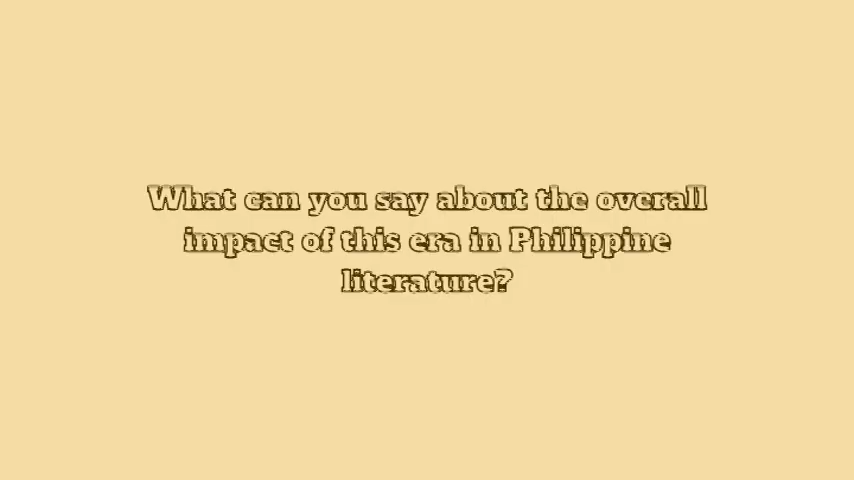 What can you say about the overall
impact of this era in Philippine
literature?